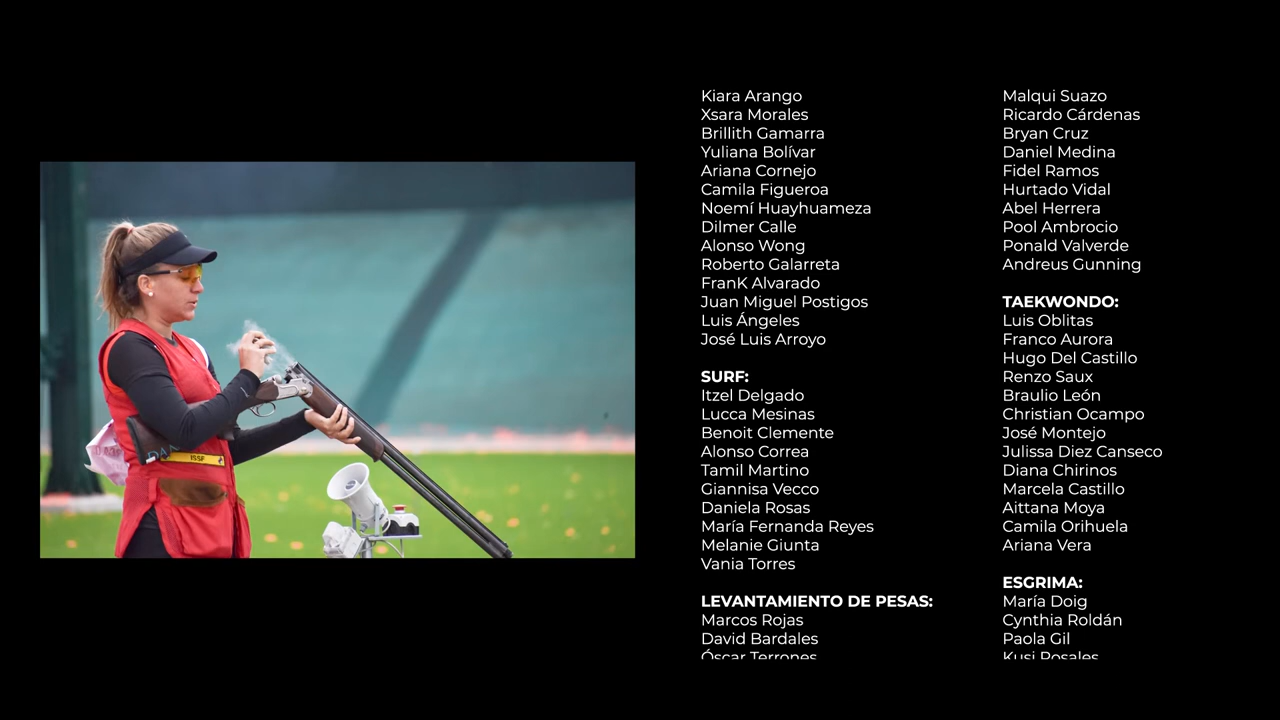 Kiara Arango
Xsara Morales
Brillith Gamarra
Yuliana Bolívar
Ariana Cornejo
Camila Figueroa
Noemí Huayhuameza
Dilmer Calle
Alonso Wong
Roberto Galarreta
FranK Alvarado
Juan Miguel Postigos
Luis Ángeles
José Luis Arroyo
SURF:
Itzel Delgado
Lucca Mesinas
Benoit Clemente
Alonso Correa
Tamil Martino
Giannisa Vecco
Daniela Rosas
María Fernanda Reyes
Melanie Giunta
Vania Torres
LEVANTAMIENTO DE PESAS:
Marcos Rojas
David Bardales
Óscar Terrones
Malqui Suazo
Ricardo Cárdenas
Bryan Cruz
Daniel Medina
Fidel Ramos
Hurtado Vidal
Abel Herrera
Pool Ambrocio
Ponald Valverde
Andreus Gunning
TAEKWONDO:
Luis Oblitas
Franco Aurora
Hugo Del Castillo
Renzo Saux
Braulio León
Christian Ocampo
José Montejo
Julissa Diez Canseco
Diana Chirinos
Marcela Castillo
Aittana Moya
Camila Orihuela
Ariana Vera
ESGRIMA:
María Doig
Cynthia Roldán
Paola Gil
Kusi Rosales
ISSF